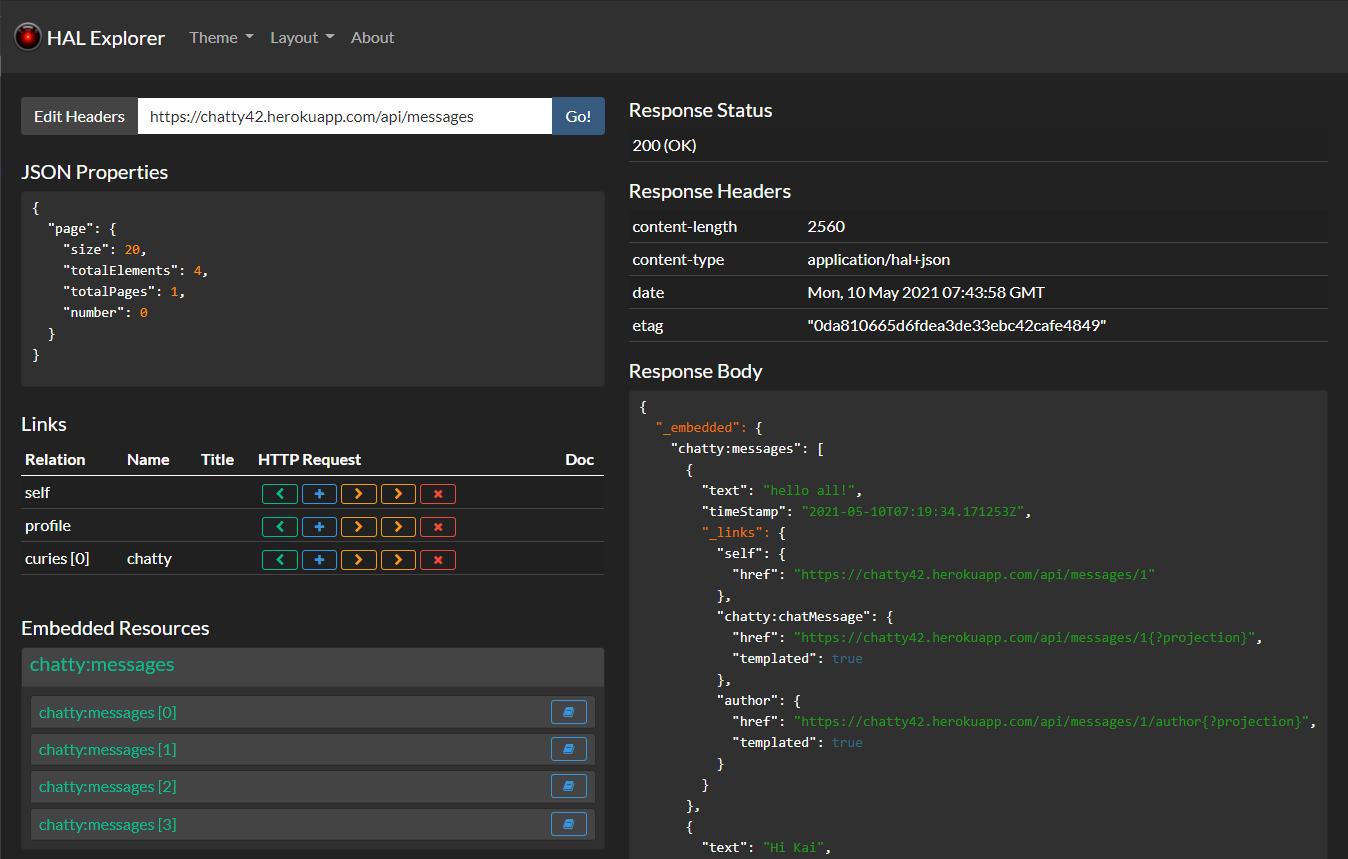 HAL Explorer Theme Layout About
Edit Headers https://chatty42.herokuapp.com/api/messages Go!
JSON Properties
{
"page": {
"size": 20,
"totalElements": 4,
"totalPages": 1,
"number": 0
}
}
Links
Relation Name Title HTTP Request Doc
self
profile
curies [0] chatty
Embedded Resources
chatty:messages
chatty:messages [0]
chatty:messages [1]
chatty:messages [2]
chatty:messages [3]
Response Status
200 (OK)
Response Headers
content-length 2560
content-type application/hal+json
date Mon, 10 May 2021 07:43:58 GMT
etag "0da810665d6fdea3de33ebc42cafe4849"
Response Body
{
"_embedded": {
"chatty:messages": [
{
"text": "hello all!",
"timeStamp": "2021-05-10T07:19:34.171253Z",
"_links": {
"self": {
"href": "https://chatty42.herokuapp.com/api/messages/1"
},
"chatty:chatMessage": {
"href": "https://chatty42.herokuapp.com/api/messages/1{?projection}",
"templated": true
},
"author": {
"href": "https://chatty42.herokuapp.com/api/messages/1/author{?projection}",
"templated": true
}
}
},
{
"text": "Hi Kai",